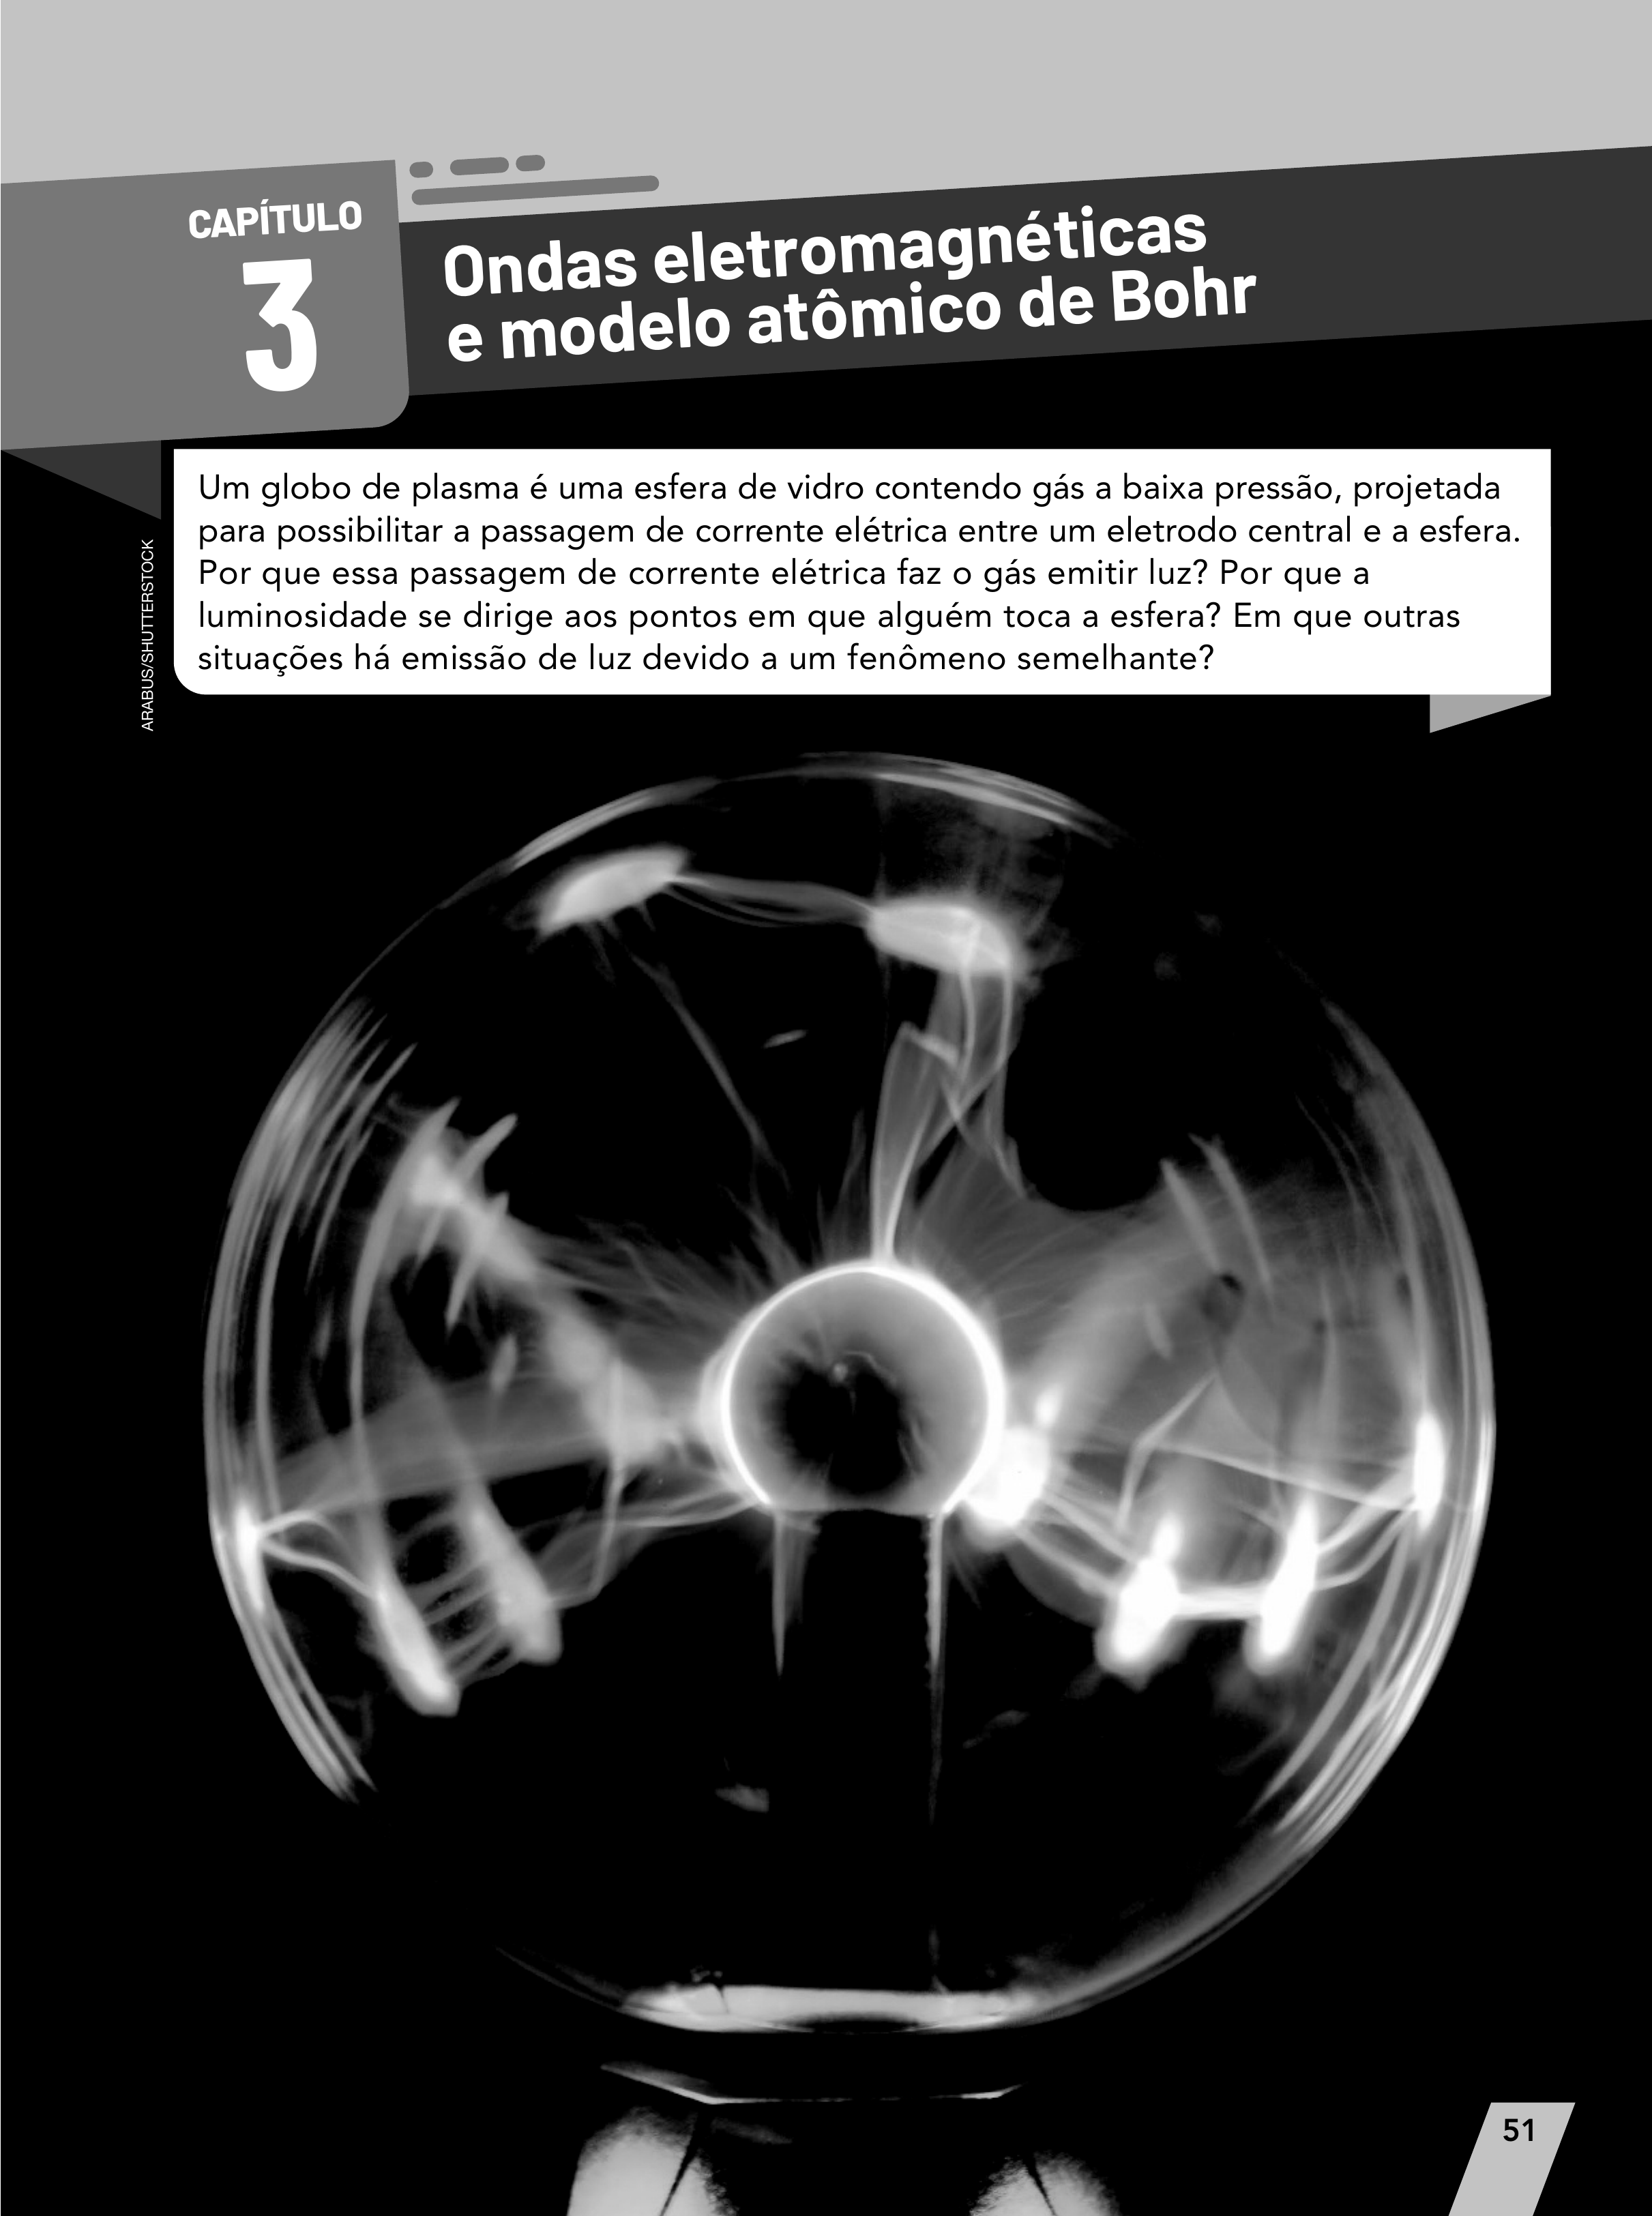 CAPÍTULO
3
Ondas eletromagnéticas
e modelo atômico de Bohr
Um globo de plasma é uma esfera de vidro contendo gás a baixa pressão, projetada
para possibilitar a passagem de corrente elétrica entre um eletrodo central e a esfera.
Por que essa passagem de corrente elétrica faz o gás emitir luz? Por que a
luminosidade se dirige aos pontos em que alguém toca a esfera? Em que outras
situações há emissão de luz devido a um fenômeno semelhante?
ARABUS/SHUTTERSTOCK
51